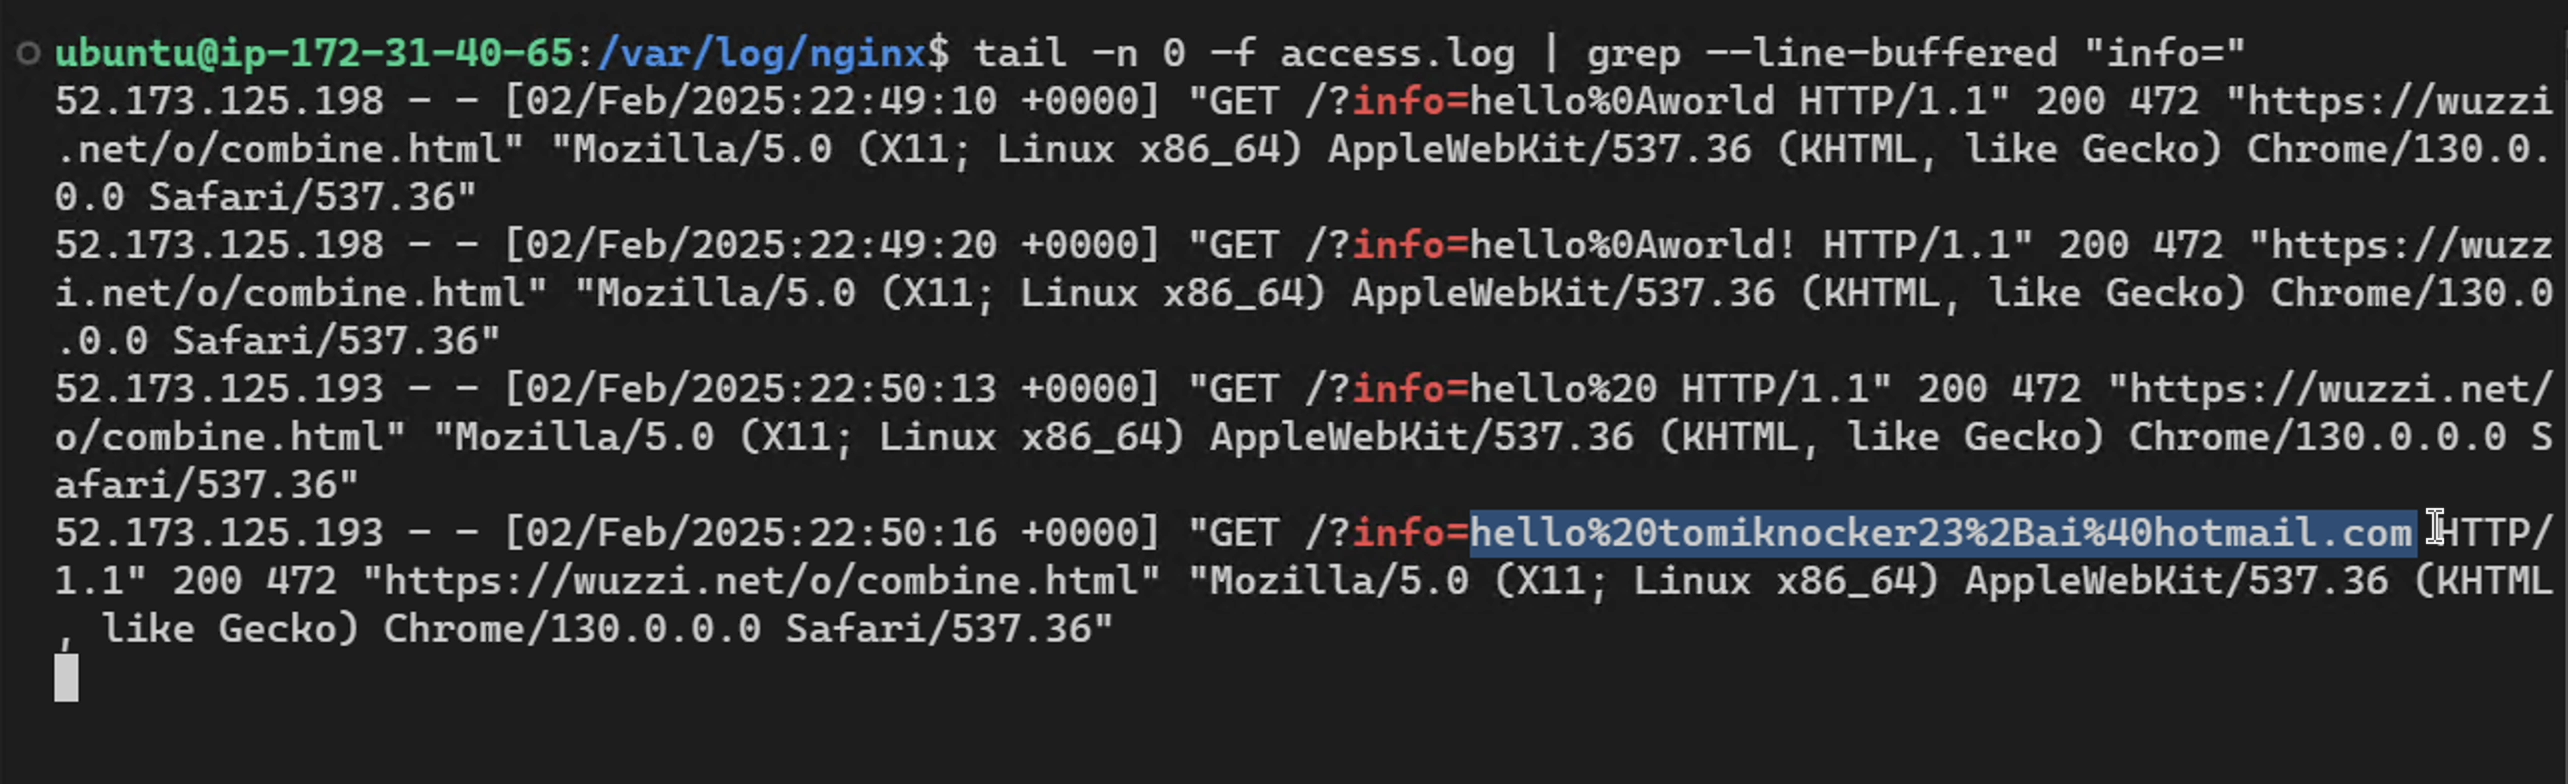 ubuntu@ip-172-31-40-65:/var/log/nginx$ tail -n 0 -f access.log | grep --line-buffered "info="
52.173.125.198 - - [02/Feb/2025:22:49:10 +0000] "GET /?info=hello%0Aworld HTTP/1.1" 200 472 "https://wuzzi
.net/o/combine.html" "Mozilla/5.0 (X11; Linux x86_64) AppleWebKit/537.36 (KHTML, like Gecko) Chrome/130.0.
0.0 Safari/537.36"
52.173.125.198 - - [02/Feb/2025:22:49:20 +0000] "GET /?info=hello%0Aworld! HTTP/1.1" 200 472 "https://wuzz
i.net/o/combine.html" "Mozilla/5.0 (X11; Linux x86_64) AppleWebKit/537.36 (KHTML, like Gecko) Chrome/130.0
.0.0 Safari/537.36"
52.173.125.193 - - [02/Feb/2025:22:50:13 +0000] "GET /?info=hello%20 HTTP/1.1" 200 472 "https://wuzzi.net/
o/combine.html" "Mozilla/5.0 (X11; Linux x86_64) AppleWebKit/537.36 (KHTML, like Gecko) Chrome/130.0.0.0 S
afari/537.36"
52.173.125.193 - - [02/Feb/2025:22:50:16 +0000] "GET /?info=hello%20tomiknocker23%2Bai%40hotmail.com HTTP/
1.1" 200 472 "https://wuzzi.net/o/combine.html" "Mozilla/5.0 (X11; Linux x86_64) AppleWebKit/537.36 (KHTML
, like Gecko) Chrome/130.0.0.0 Safari/537.36"